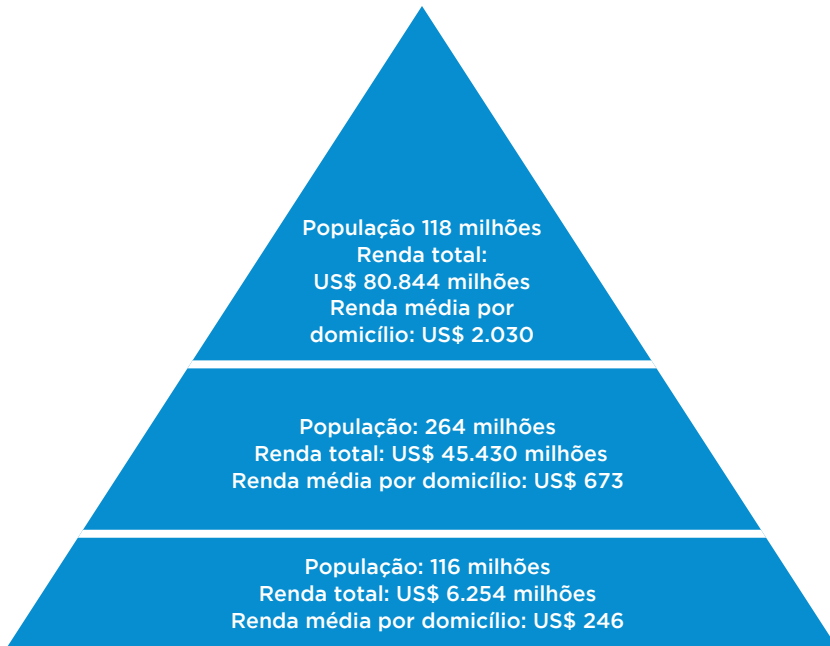 População 118 milhões
Renda total:
US$ 80.844 milhões
Renda média por
domicílio: US$ 2.030
População: 264 milhões
Renda total: US$ 45.430 milhões
Renda média por domicílio: US$ 673
População: 116 milhões
Renda total: US$ 6.254 milhões
Renda média por domicílio: US$ 246